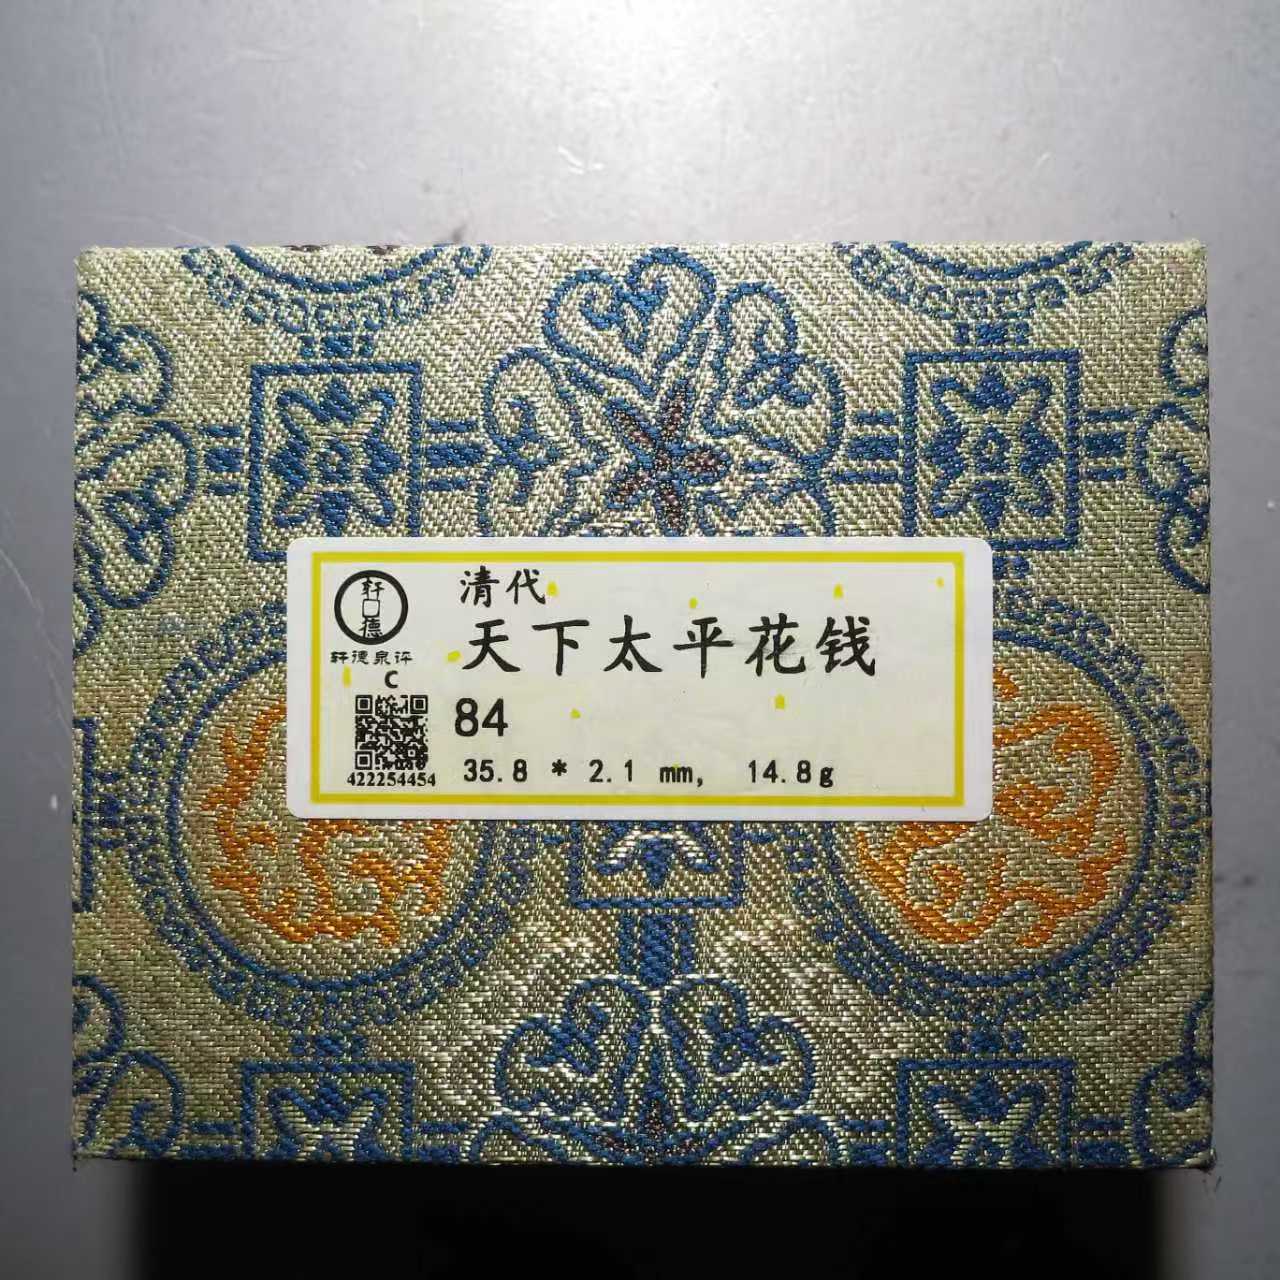 轩德
轩德泉评
C
422254454
清代
天下太平花钱
84
35.8 * 2.1 mm, 14.8g